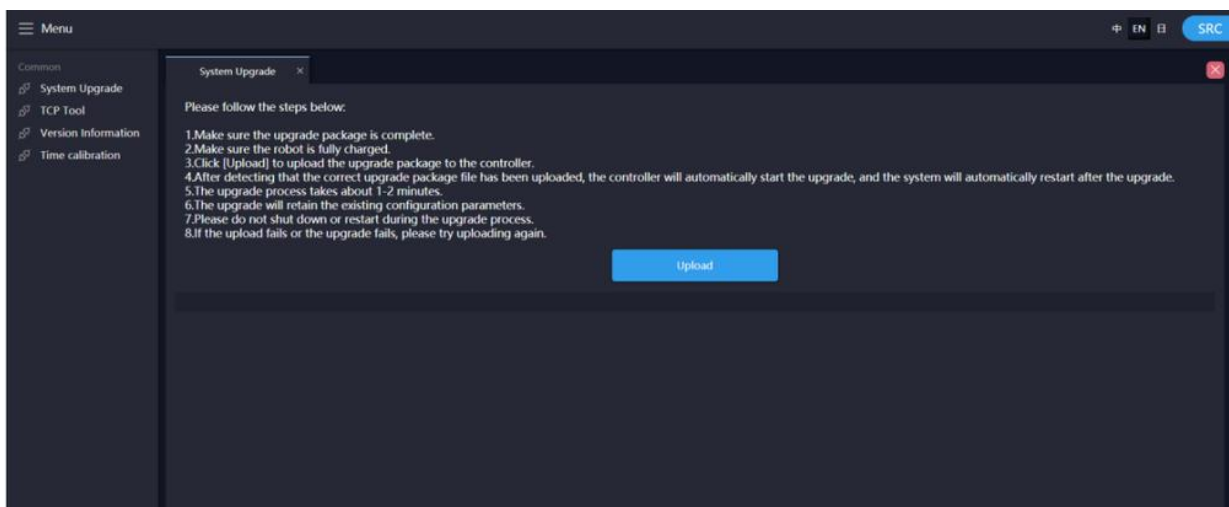 Menu
中 EN 日 SRC
Common
System Upgrade
TCP Tool
Version Information
Time calibration
System Upgrade
Please follow the steps below:
1.Make sure the upgrade package is complete.
2.Make sure the robot is fully charged.
3.Click [Upload] to upload the upgrade package to the controller.
4.After detecting that the correct upgrade package file has been uploaded, the controller will automatically start the upgrade, and the system will automatically restart after the upgrade.
5.The upgrade process takes about 1-2 minutes.
6.The upgrade will retain the existing configuration parameters.
7.Please do not shut down or restart during the upgrade process.
8.If the upload fails or the upgrade fails, please try uploading again.
Upload